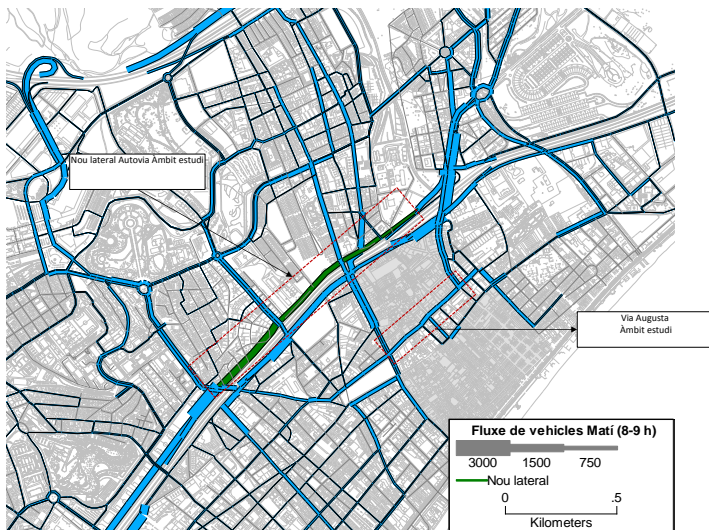 Nou lateral Autovia Àmbit estudi
Via Augusta
Àmbit estudi
Fluxe de vehicles Matí (8-9 h)
3000 1500 750
Nou lateral
0 .5
Kilometers